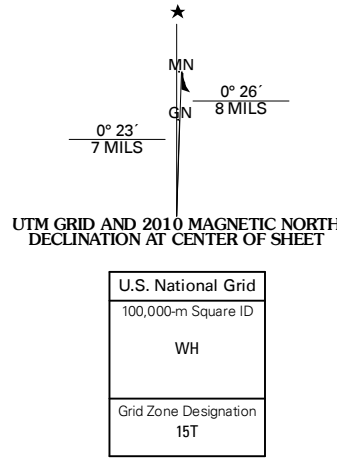 ★
MN
0° 26´
8 MILS
GN
0° 23´
7 MILS
UTM GRID AND 2010 MAGNETIC NORTH
DECLINATION AT CENTER OF SHEET
U.S. National Grid
100,000-m Square ID
WH
Grid Zone Designation
15T